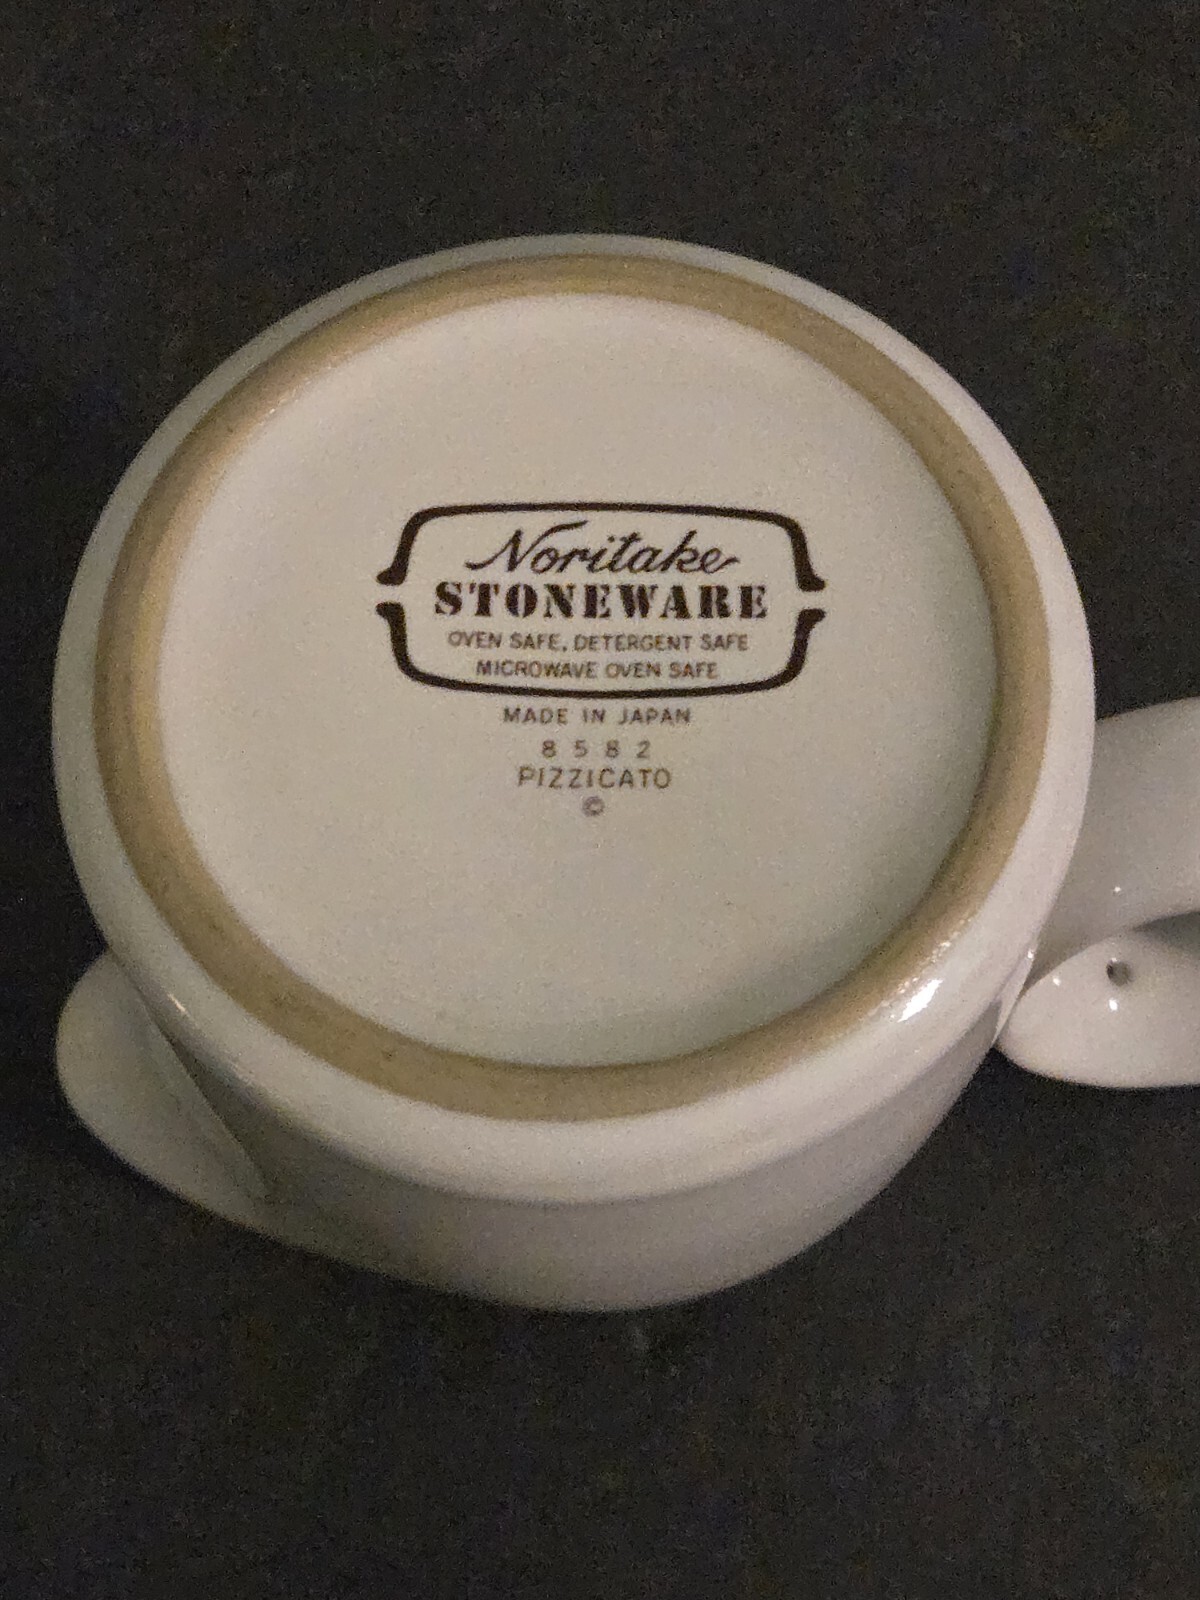 Noritake
STONEWARE
OVEN SAFE, DETERGENT SAFE
MICROWAVE OVEN SAFE
MADE IN JAPAN
8582
PIZZICATO
©